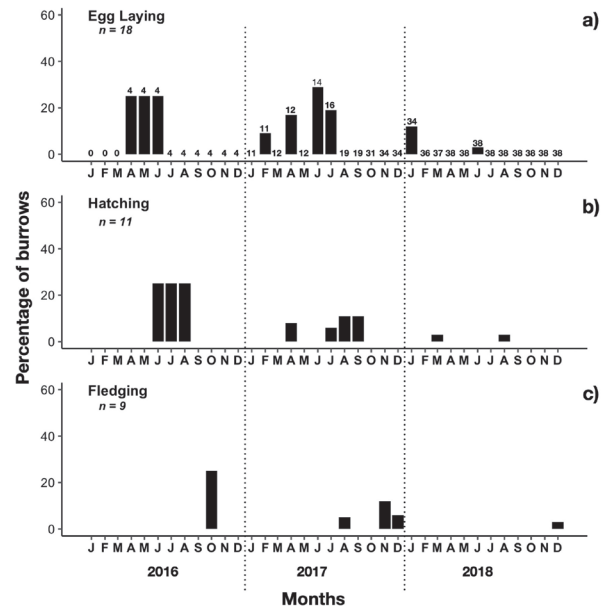 60
Egg Laying
a)
n = 18
40
4 4 4
14
12
16
20
11
34
38
0
0 0 0 4 4 4 4 4 4 11 12 12 19 19 31 34 34 36 37 38 38 38 38 38 38 38 38
J F M A M J J A S O N D J F M A M J J A S O N D J F M A M J J A S O N D
60
Hatching
b)
n = 11
40
20
0
J F M A M J J A S O N D J F M A M J J A S O N D J F M A M J J A S O N D
Percentage of burrows
60
Fledging
c)
n = 9
40
20
0
J F M A M J J A S O N D J F M A M J J A S O N D J F M A M J J A S O N D
2016 2017 2018
Months